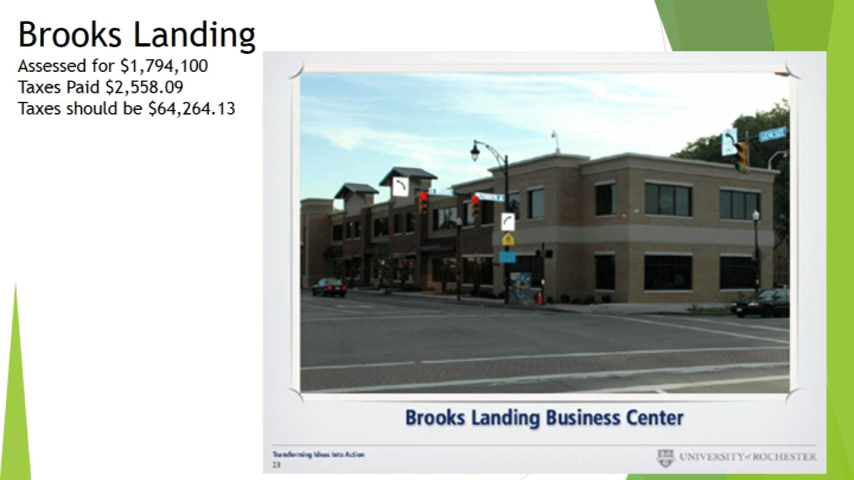 Brooks Landing
Assessed for $1,794,100
Taxes Paid $2,558.09
Taxes should be $64,264.13
GENESEE
Brooks Landing Business Center
Transforming Ideas Into Action
23
UNIVERSITY of ROCHESTER